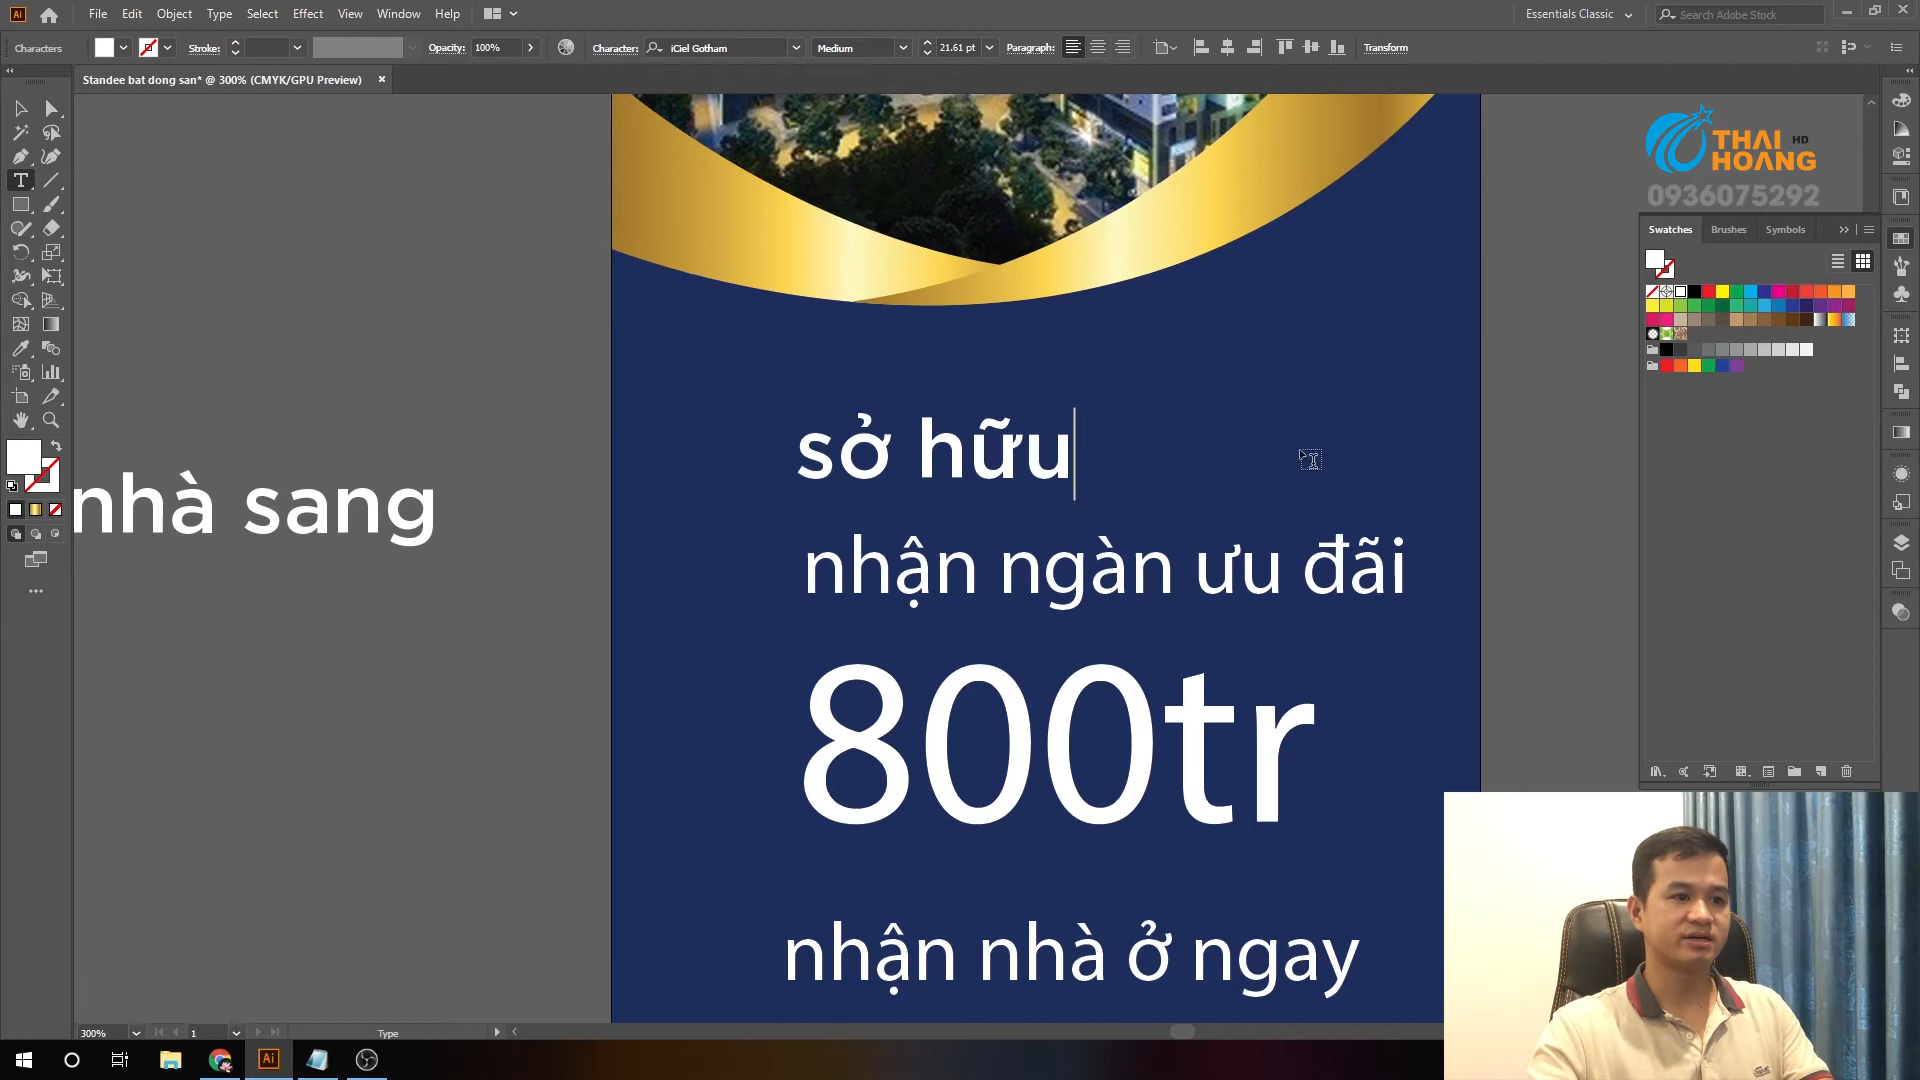 File Edit Object Type Select Effect View Window Help
Essentials Classic
Search Adobe Stock
Characters
Stroke:
Opacity: 100%
Character: iCiel Gotham
Medium
21.61 pt
Paragraph:
Transform
Standee bat dong san* @ 300% (CMYK/GPU Preview)
THAI HD
HOANG
0936075292
Swatches Brushes Symbols
sở hữu
nhà sang
nhận ngàn ưu đãi
800tr
nhận nhà ở ngay
300%
1
Type